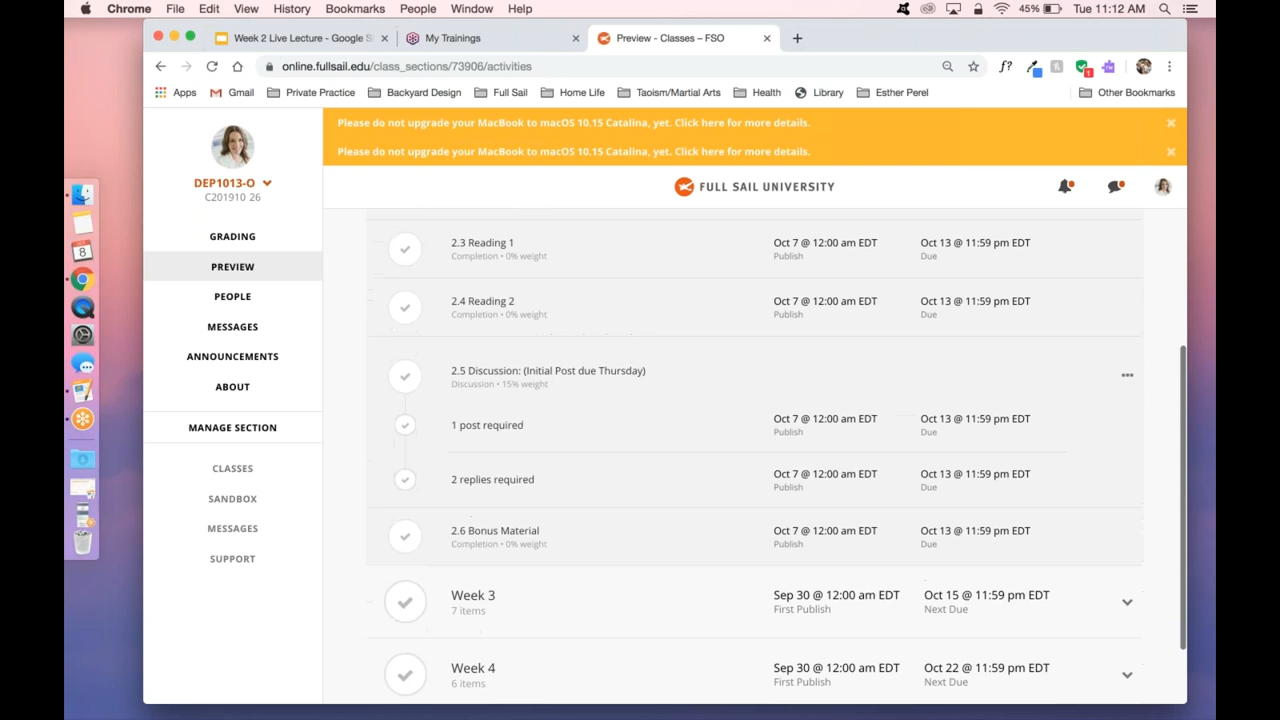 Chrome File Edit View History Bookmarks People Window Help 45% Tue 11:12 AM
Week 2 Live Lecture - Google S My Trainings Preview - Classes – FSO
online.fullsail.edu/class_sections/73906/activities
Apps Gmail Private Practice Backyard Design Full Sail Home Life Taoism/Martial Arts Health Library Esther Perel Other Bookmarks
Please do not upgrade your MacBook to macOS 10.15 Catalina, yet. Click here for more details.
Please do not upgrade your MacBook to macOS 10.15 Catalina, yet. Click here for more details.
FULL SAIL UNIVERSITY
DEP1013-O
C201910 26
GRADING
PREVIEW
PEOPLE
MESSAGES
ANNOUNCEMENTS
ABOUT
MANAGE SECTION
CLASSES
SANDBOX
MESSAGES
SUPPORT
2.3 Reading 1 Oct 7 @ 12:00 am EDT Oct 13 @ 11:59 pm EDT
Completion • 0% weight Publish Due
2.4 Reading 2 Oct 7 @ 12:00 am EDT Oct 13 @ 11:59 pm EDT
Completion • 0% weight Publish Due
2.5 Discussion: (Initial Post due Thursday)
Discussion • 15% weight
1 post required Oct 7 @ 12:00 am EDT Oct 13 @ 11:59 pm EDT
Publish Due
2 replies required Oct 7 @ 12:00 am EDT Oct 13 @ 11:59 pm EDT
Publish Due
2.6 Bonus Material Oct 7 @ 12:00 am EDT Oct 13 @ 11:59 pm EDT
Completion • 0% weight Publish Due
Week 3 Sep 30 @ 12:00 am EDT Oct 15 @ 11:59 pm EDT
7 items First Publish Next Due
Week 4 Sep 30 @ 12:00 am EDT Oct 22 @ 11:59 pm EDT
6 items First Publish Next Due